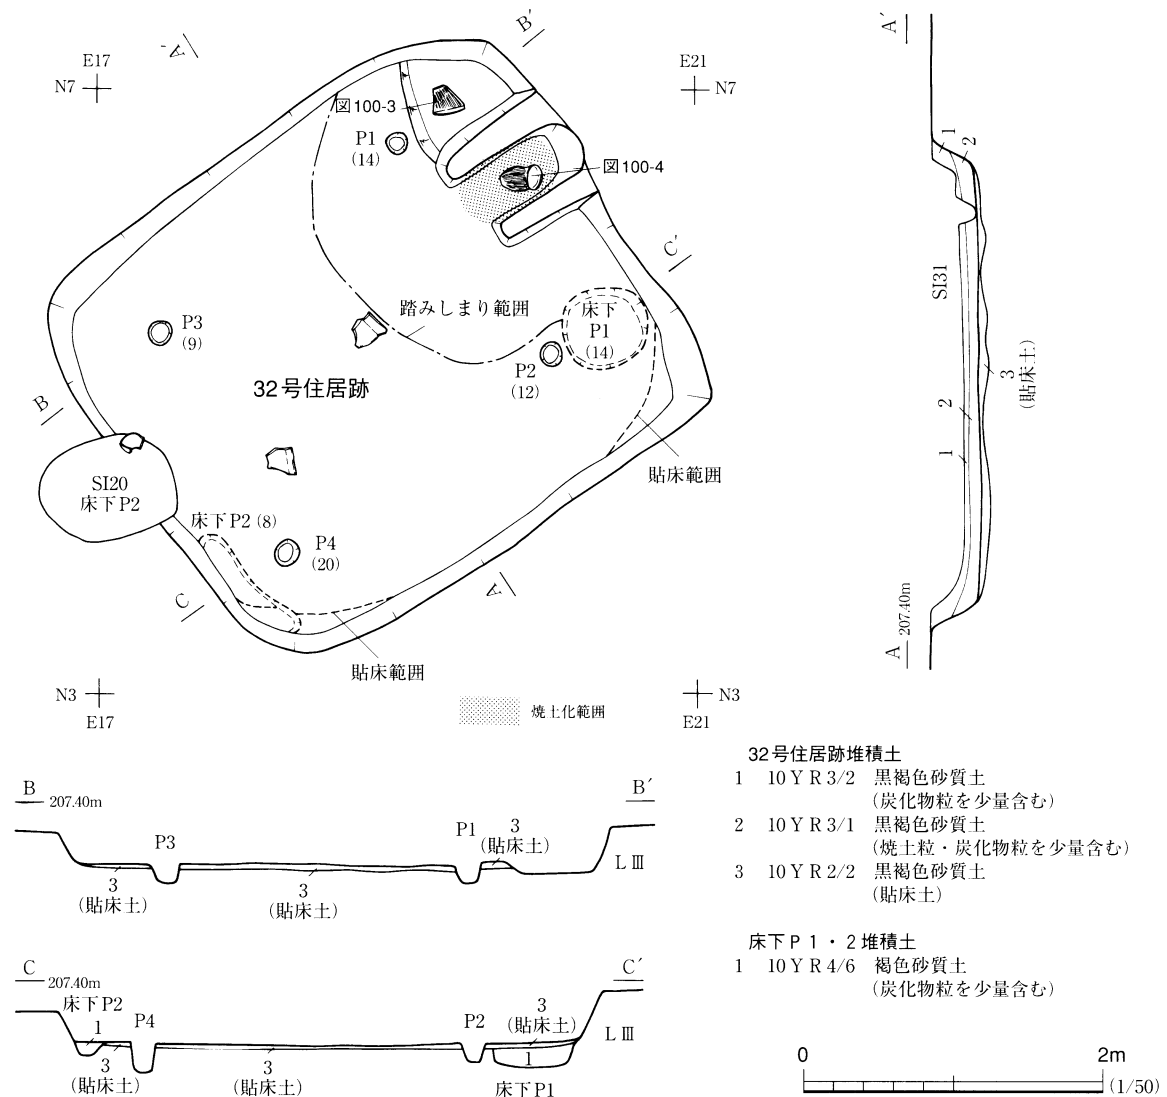 E17
N7
A′
B′
E21
N7
図100-3
P1
(14)
図100-4
C′
踏みしまり範囲
床下
P1
(14)
P3
(9)
P2
(12)
32号住居跡
B
貼床範囲
SI20
床下P2
床下P2(8)
P4
(20)
C
A
貼床範囲
N3
E17
N3
E21
焼土化範囲
A′
1
2
SI31
3
(貼床土)
2
1
A
207.40m
B
207.40m
B′
P3
P1
3
(貼床土)
LⅢ
3
(貼床土)
3
(貼床土)
C
207.40m
C′
床下P2
1
P4
P2
3
(貼床土)
LⅢ
3
(貼床土)
3
(貼床土)
1
床下P1
32号住居跡堆積土
1 10YR3/2 黒褐色砂質土
(炭化物粒を少量含む)
2 10YR3/1 黒褐色砂質土
(焼土粒・炭化物粒を少量含む)
3 10YR2/2 黒褐色砂質土
(貼床土)
床下P1・2堆積土
1 10YR4/6 褐色砂質土
(炭化物粒を少量含む)
0 2m
(1/50)